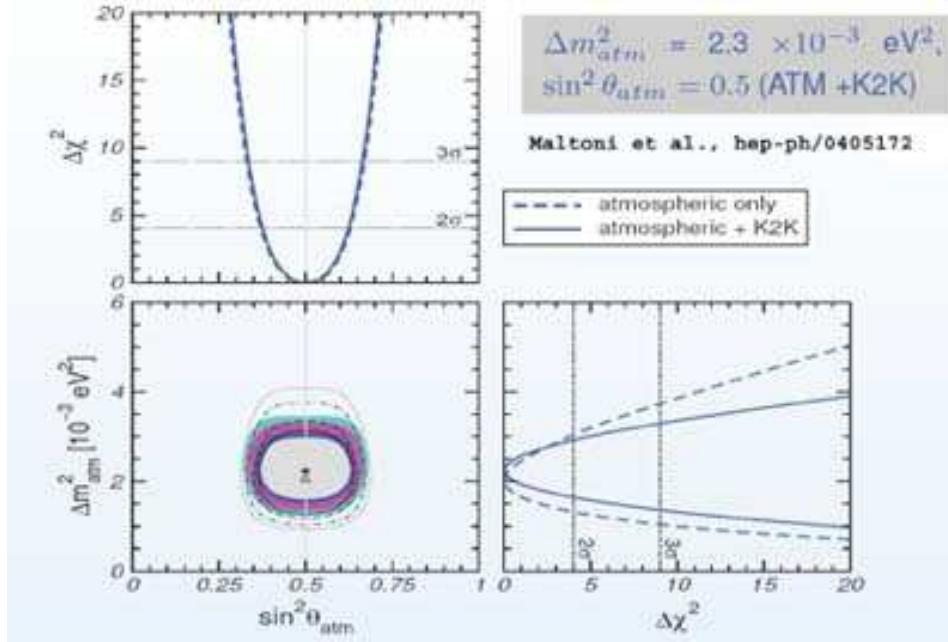 20
15
10
5
0
Δχ²
3σ
2σ
Δm²atm = 2.3 ×10⁻³ eV².
sin² θatm = 0.5 (ATM +K2K)
Maltoni et al., hep-ph/0405172
atmospheric only
atmospheric + K2K
6
4
2
0
Δm²atm [10⁻³ eV²]
0 0.25 0.5 0.75 1
sin²θatm
2σ
3σ
0 5 10 15 20
Δχ²